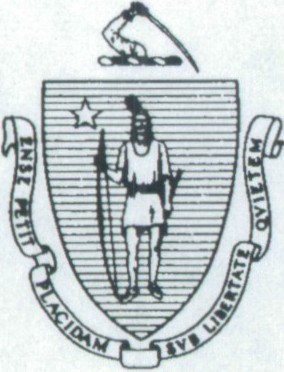 ENSE PETIT
PLACIDAM
SVB LIBERTATE
QVIETEM